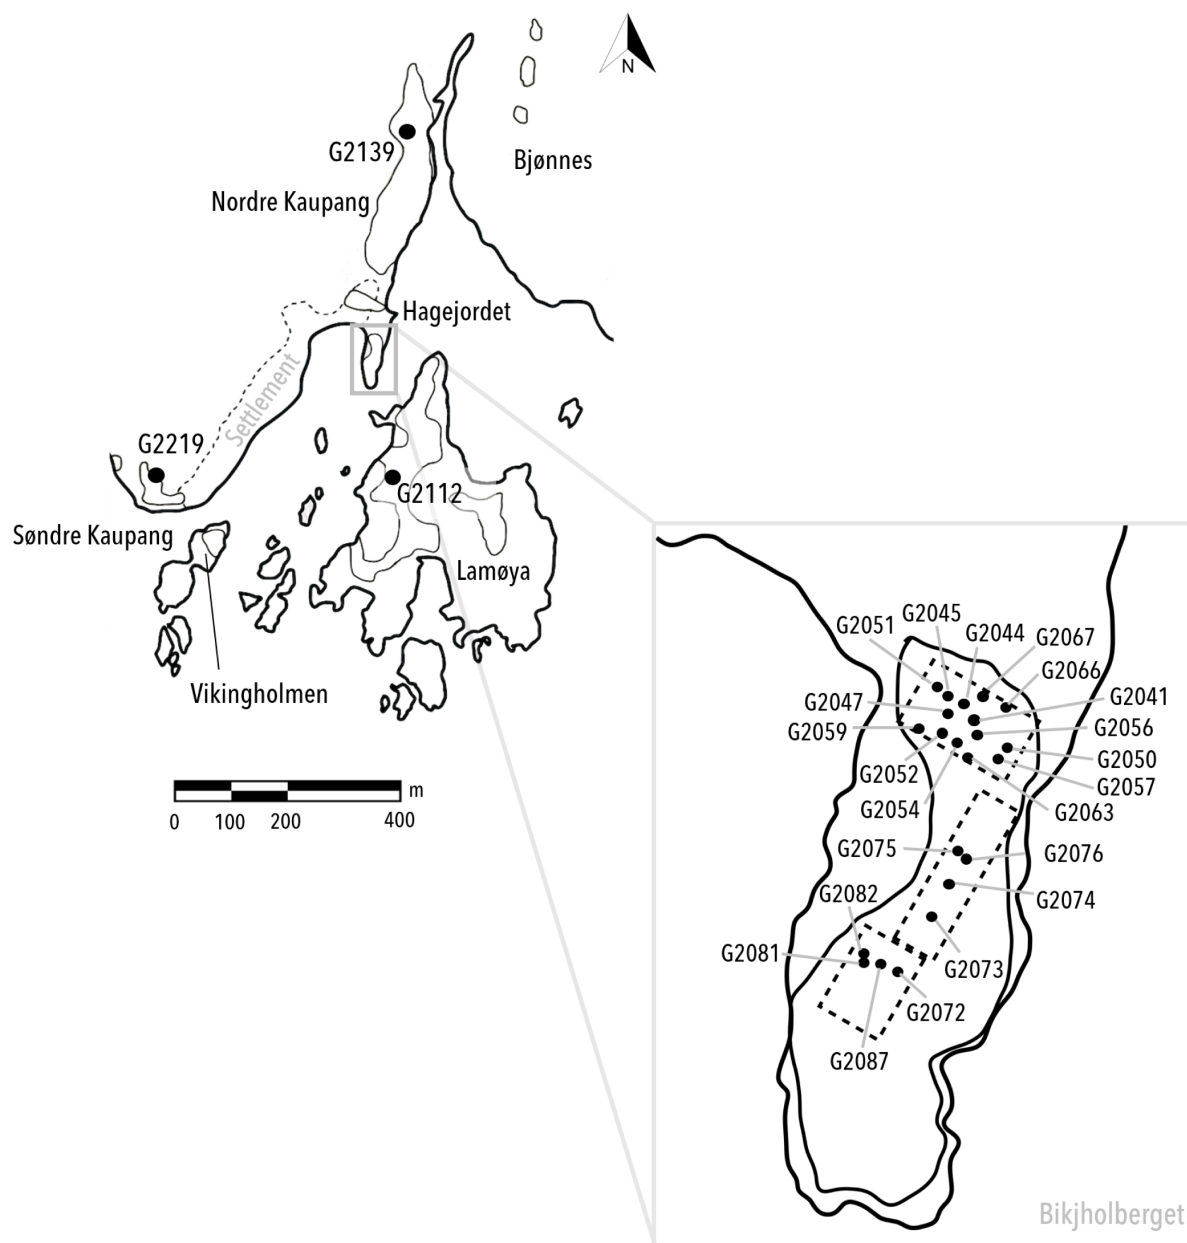 N
G2139
Bjønnes
Nordre Kaupang
Hagejordet
Settlement
G2219
G2112
Søndre Kaupang
Lamøya
Vikingholmen
m
0 100 200 400
G2051
G2045
G2044
G2067
G2066
G2047
G2041
G2059
G2056
G2052
G2050
G2054
G2057
G2063
G2075
G2076
G2082
G2074
G2081
G2073
G2072
G2087
Bikjholberget